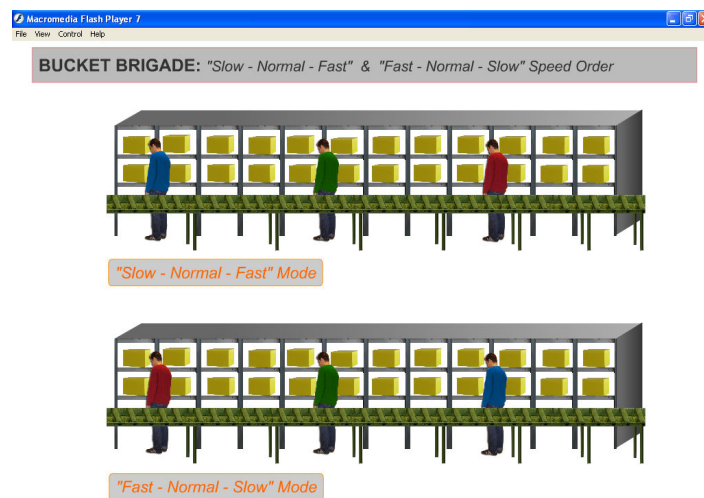 Macromedia Flash Player 7
File View Control Help
BUCKET BRIGADE: "Slow - Normal - Fast" & "Fast - Normal - Slow" Speed Order
"Slow - Normal - Fast" Mode
"Fast - Normal - Slow" Mode